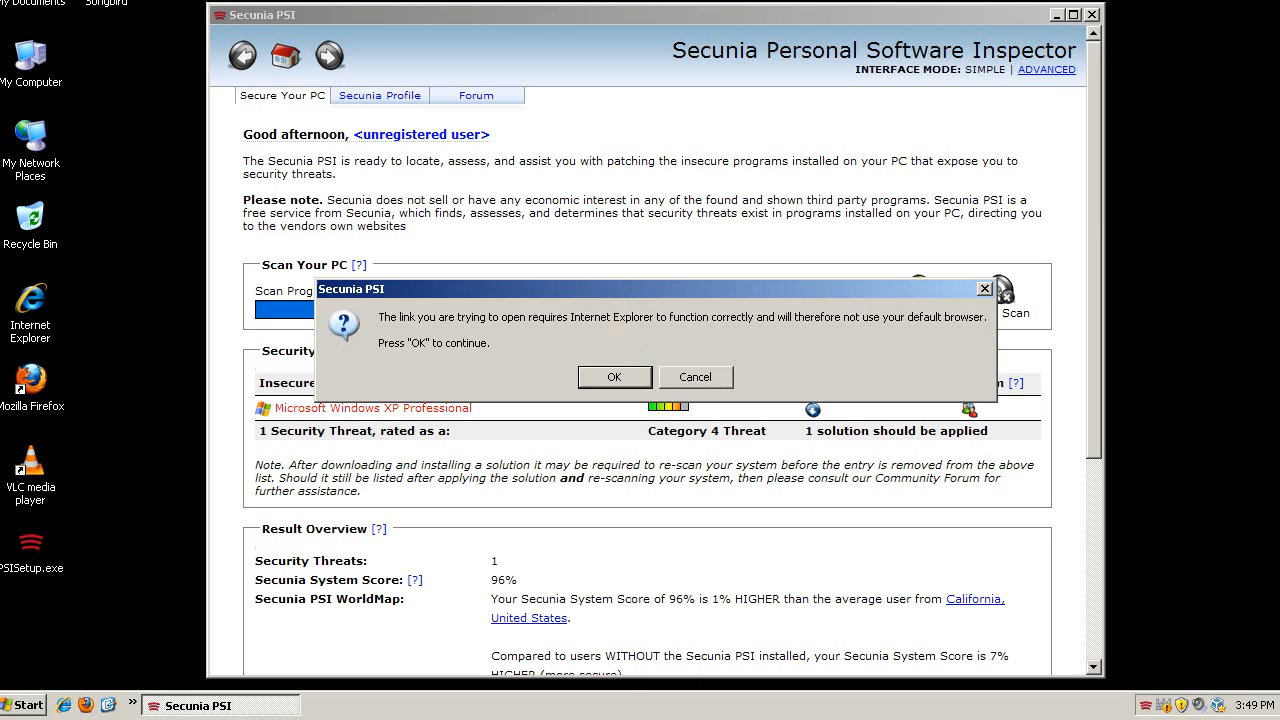 My Documents
Songbird
Secunia PSI
Secunia Personal Software Inspector
INTERFACE MODE: SIMPLE | ADVANCED
Secure Your PC
Secunia Profile
Forum
My Computer
Good afternoon, <unregistered user>
The Secunia PSI is ready to locate, assess, and assist you with patching the insecure programs installed on your PC that expose you to
security threats.
My Network
Places
Please note. Secunia does not sell or have any economic interest in any of the found and shown third party programs. Secunia PSI is a
free service from Secunia, which finds, assesses, and determines that security threats exist in programs installed on your PC, directing you
to the vendors own websites
Recycle Bin
Scan Your PC [?]
Scan Prog
Scan
Secunia PSI
The link you are trying to open requires Internet Explorer to function correctly and will therefore not use your default browser.
Press "OK" to continue.
OK
Cancel
Internet
Explorer
Security
Insecure
m [?]
Mozilla Firefox
Microsoft Windows XP Professional
1 Security Threat, rated as a:
Category 4 Threat
1 solution should be applied
Note. After downloading and installing a solution it may be required to re-scan your system before the entry is removed from the above
list. Should it still be listed after applying the solution and re-scanning your system, then please consult our Community Forum for
further assistance.
VLC media
player
Result Overview [?]
Security Threats:
1
PSISetup.exe
Secunia System Score: [?]
96%
Secunia PSI WorldMap:
Your Secunia System Score of 96% is 1% HIGHER than the average user from California,
United States.
Compared to users WITHOUT the Secunia PSI installed, your Secunia System Score is 7%
HIGHER (more secure)
Start
Secunia PSI
3:49 PM